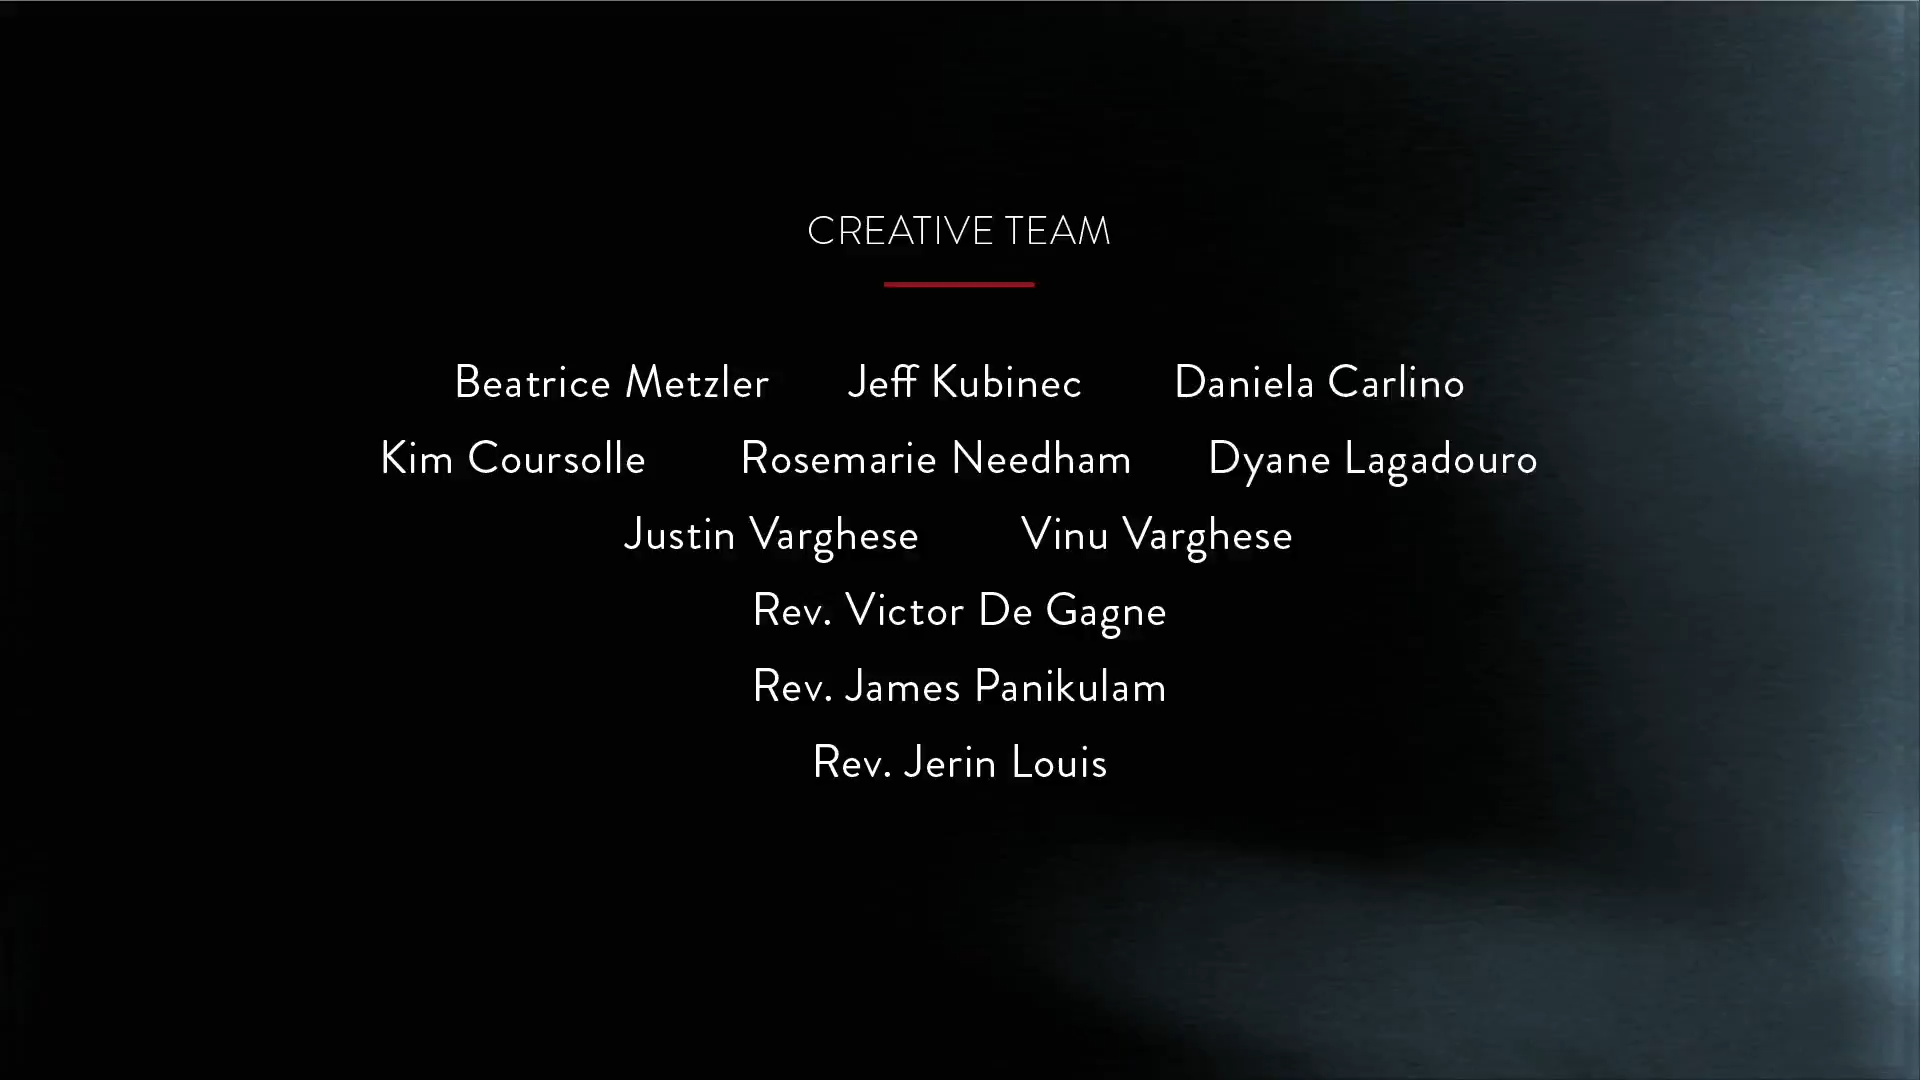 CREATIVE TEAM
Beatrice Metzler Jeff Kubinec Daniela Carlino
Kim Coursolle Rosemarie Needham Dyane Lagadouro
Justin Varghese Vinu Varghese
Rev. Victor De Gagne
Rev. James Panikulam
Rev. Jerin Louis